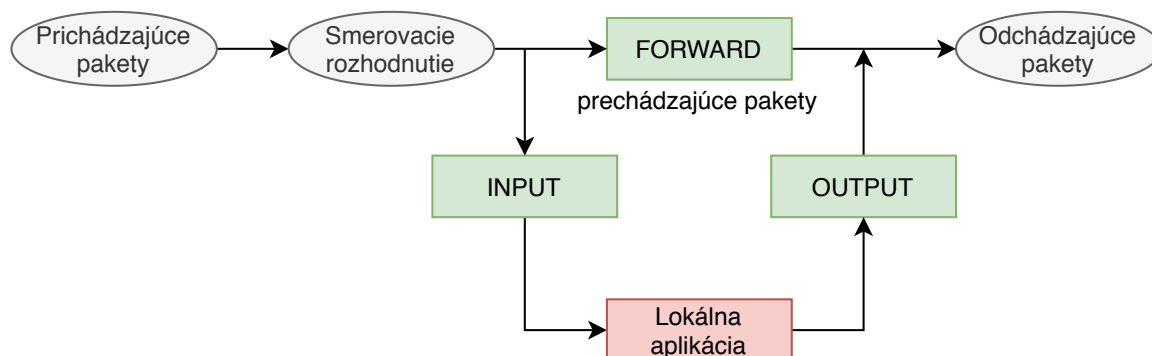 Prichádzajúce
pakety
Smerovacie
rozhodnutie
FORWARD
prechádzajúce pakety
Odchádzajúce
pakety
INPUT
OUTPUT
Lokálna
aplikácia